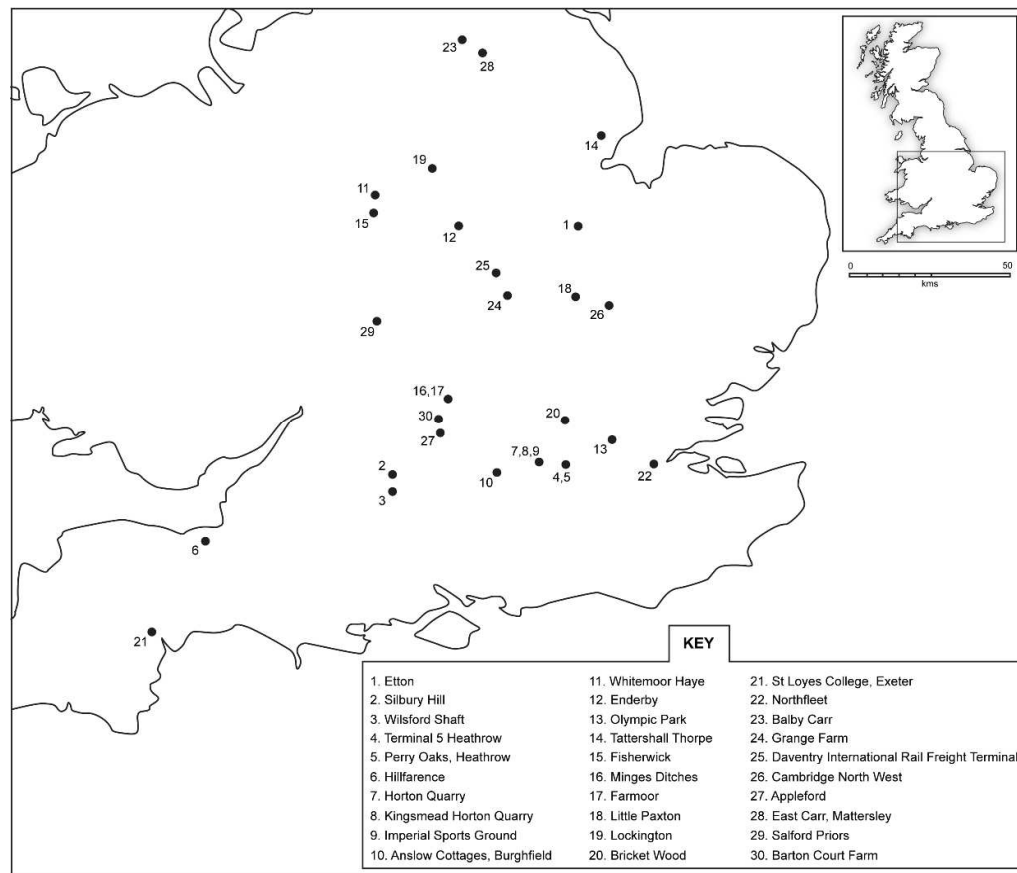 23
28
14
19
11
15
12
1
25
24
18
26
29
16,17
30
27
20
13
7,8,9
4,5
22
10
2
3
6
21
0 50
kms
KEY
1. Etton
2. Silbury Hill
3. Wilsford Shaft
4. Terminal 5 Heathrow
5. Perry Oaks, Heathrow
6. Hillfarence
7. Horton Quarry
8. Kingsmead Horton Quarry
9. Imperial Sports Ground
10. Anslow Cottages, Burghfield
11. Whitemoor Haye
12. Enderby
13. Olympic Park
14. Tattershall Thorpe
15. Fisherwick
16. Minges Ditches
17. Farmoor
18. Little Paxton
19. Lockington
20. Bricket Wood
21. St Loyes College, Exeter
22. Northfleet
23. Balby Carr
24. Grange Farm
25. Daventry International Rail Freight Terminal
26. Cambridge North West
27. Appleford
28. East Carr, Mattersley
29. Salford Priors
30. Barton Court Farm